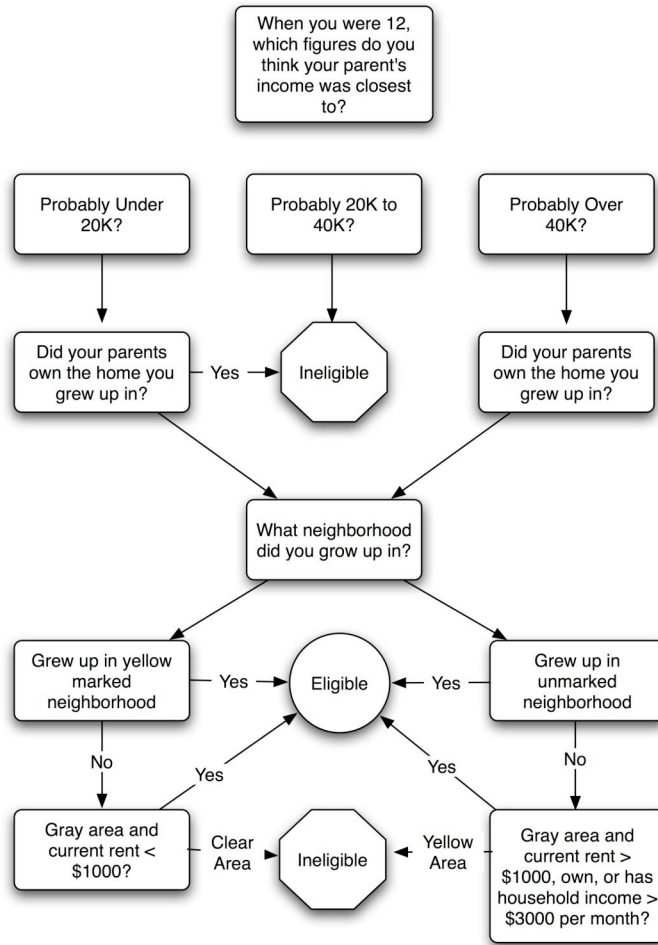 When you were 12,
which figures do you
think your parent's
income was closest
to?
Probably Under
20K?
Probably 20K to
40K?
Probably Over
40K?
Did your parents
own the home you
grew up in?
Yes
Ineligible
Did your parents
own the home you
grew up in?
What neighborhood
did you grow up in?
Grew up in yellow
marked
neighborhood
Yes
Eligible
Yes
Grew up in
unmarked
neighborhood
No
Yes
Yes
No
Gray area and
current rent <
$1000?
Clear
Area
Ineligible
Yellow
Area
Gray area and
current rent >
$1000, own, or has
household income >
$3000 per month?